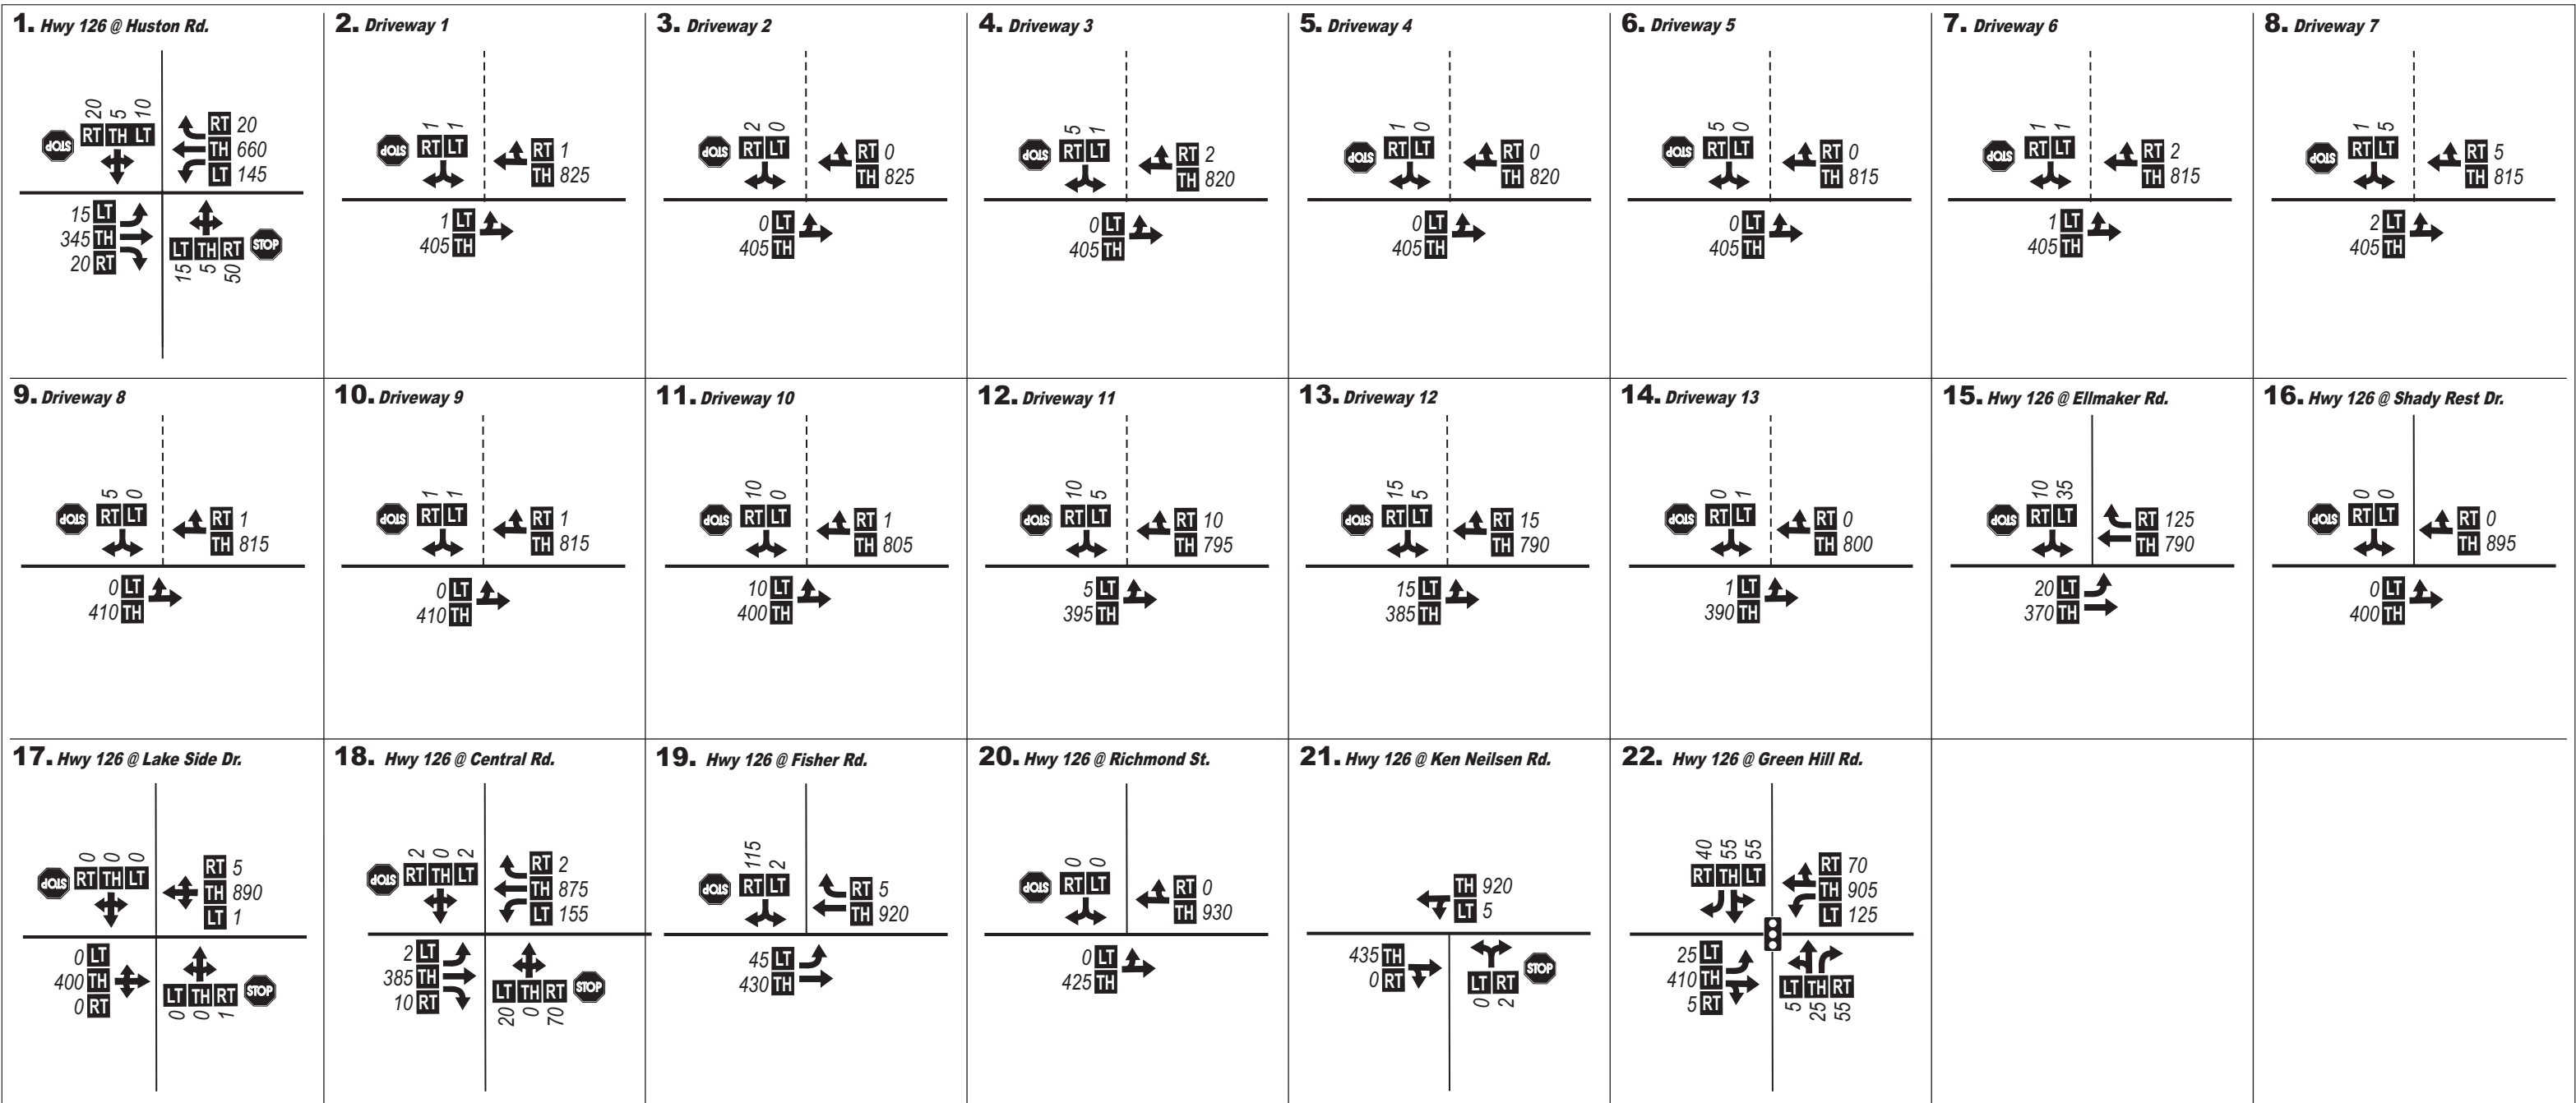 1. Hwy 126 @ Huston Rd.
20 5 10
STOP RT TH LT
RT 20
TH 660
LT 145
15 LT
345 TH
20 RT
LT TH RT STOP
15 5 50
2. Driveway 1
1 1
STOP RT LT
RT 1
TH 825
1 LT
405 TH
3. Driveway 2
2 0
STOP RT LT
RT 0
TH 825
0 LT
405 TH
4. Driveway 3
5 1
STOP RT LT
RT 2
TH 820
0 LT
405 TH
5. Driveway 4
1 0
STOP RT LT
RT 0
TH 820
0 LT
405 TH
6. Driveway 5
5 0
STOP RT LT
RT 0
TH 815
0 LT
405 TH
7. Driveway 6
1 1
STOP RT LT
RT 2
TH 815
1 LT
405 TH
8. Driveway 7
1 5
STOP RT LT
RT 5
TH 815
2 LT
405 TH
9. Driveway 8
5 0
STOP RT LT
RT 1
TH 815
0 LT
410 TH
10. Driveway 9
1 1
STOP RT LT
RT 1
TH 815
0 LT
410 TH
11. Driveway 10
10 0
STOP RT LT
RT 1
TH 805
10 LT
400 TH
12. Driveway 11
10 5
STOP RT LT
RT 10
TH 795
5 LT
395 TH
13. Driveway 12
15 5
STOP RT LT
RT 15
TH 790
15 LT
385 TH
14. Driveway 13
0 1
STOP RT LT
RT 0
TH 800
1 LT
390 TH
15. Hwy 126 @ Ellmaker Rd.
10 35
STOP RT LT
RT 125
TH 790
20 LT
370 TH
16. Hwy 126 @ Shady Rest Dr.
0 0
STOP RT LT
RT 0
TH 895
0 LT
400 TH
17. Hwy 126 @ Lake Side Dr.
0 0 0
STOP RT TH LT
RT 5
TH 890
LT 1
0 LT
400 TH
0 RT
LT TH RT STOP
0 0 1
18. Hwy 126 @ Central Rd.
2 0 2
STOP RT TH LT
RT 2
TH 875
LT 155
2 LT
385 TH
10 RT
LT TH RT STOP
20 0 70
19. Hwy 126 @ Fisher Rd.
115 2
STOP RT LT
RT 5
TH 920
45 LT
430 TH
20. Hwy 126 @ Richmond St.
0 0
STOP RT LT
RT 0
TH 930
0 LT
425 TH
21. Hwy 126 @ Ken Neilsen Rd.
TH 920
LT 5
435 TH
0 RT
LT RT STOP
0 2
22. Hwy 126 @ Green Hill Rd.
40 55 55
RT TH LT
RT 70
TH 905
LT 125
25 LT
410 TH
5 RT
LT TH RT
5 25 55